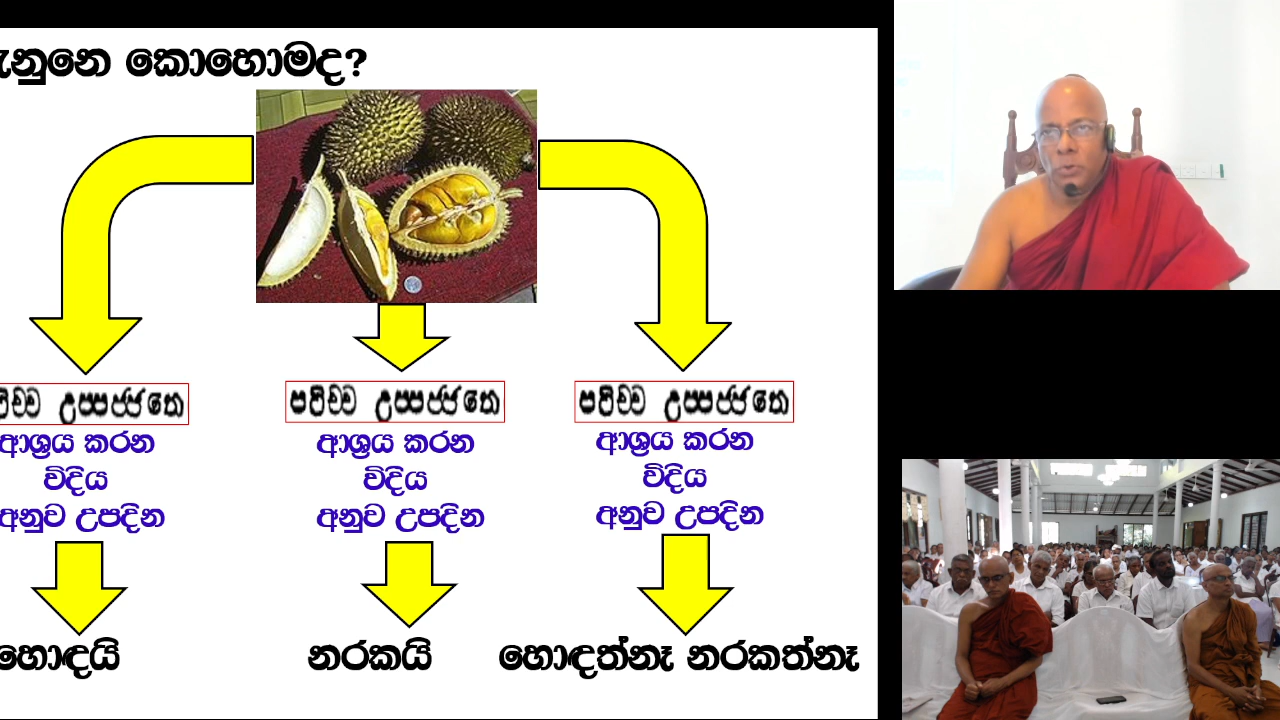 කොහොමද?
උප්පජ්ජතෙ
පටිච්ච උප්පජ්ජතෙ
පටිච්ච උප්පජ්ජතෙ
ආශ්‍රය කරන
විදිය
අනුව උපදින
ආශ්‍රය කරන
විදිය
අනුව උපදින
ආශ්‍රය කරන
විදිය
අනුව උපදින
හොඳයි
නරකයි
හොඳත්නෑ නරකත්නෑ